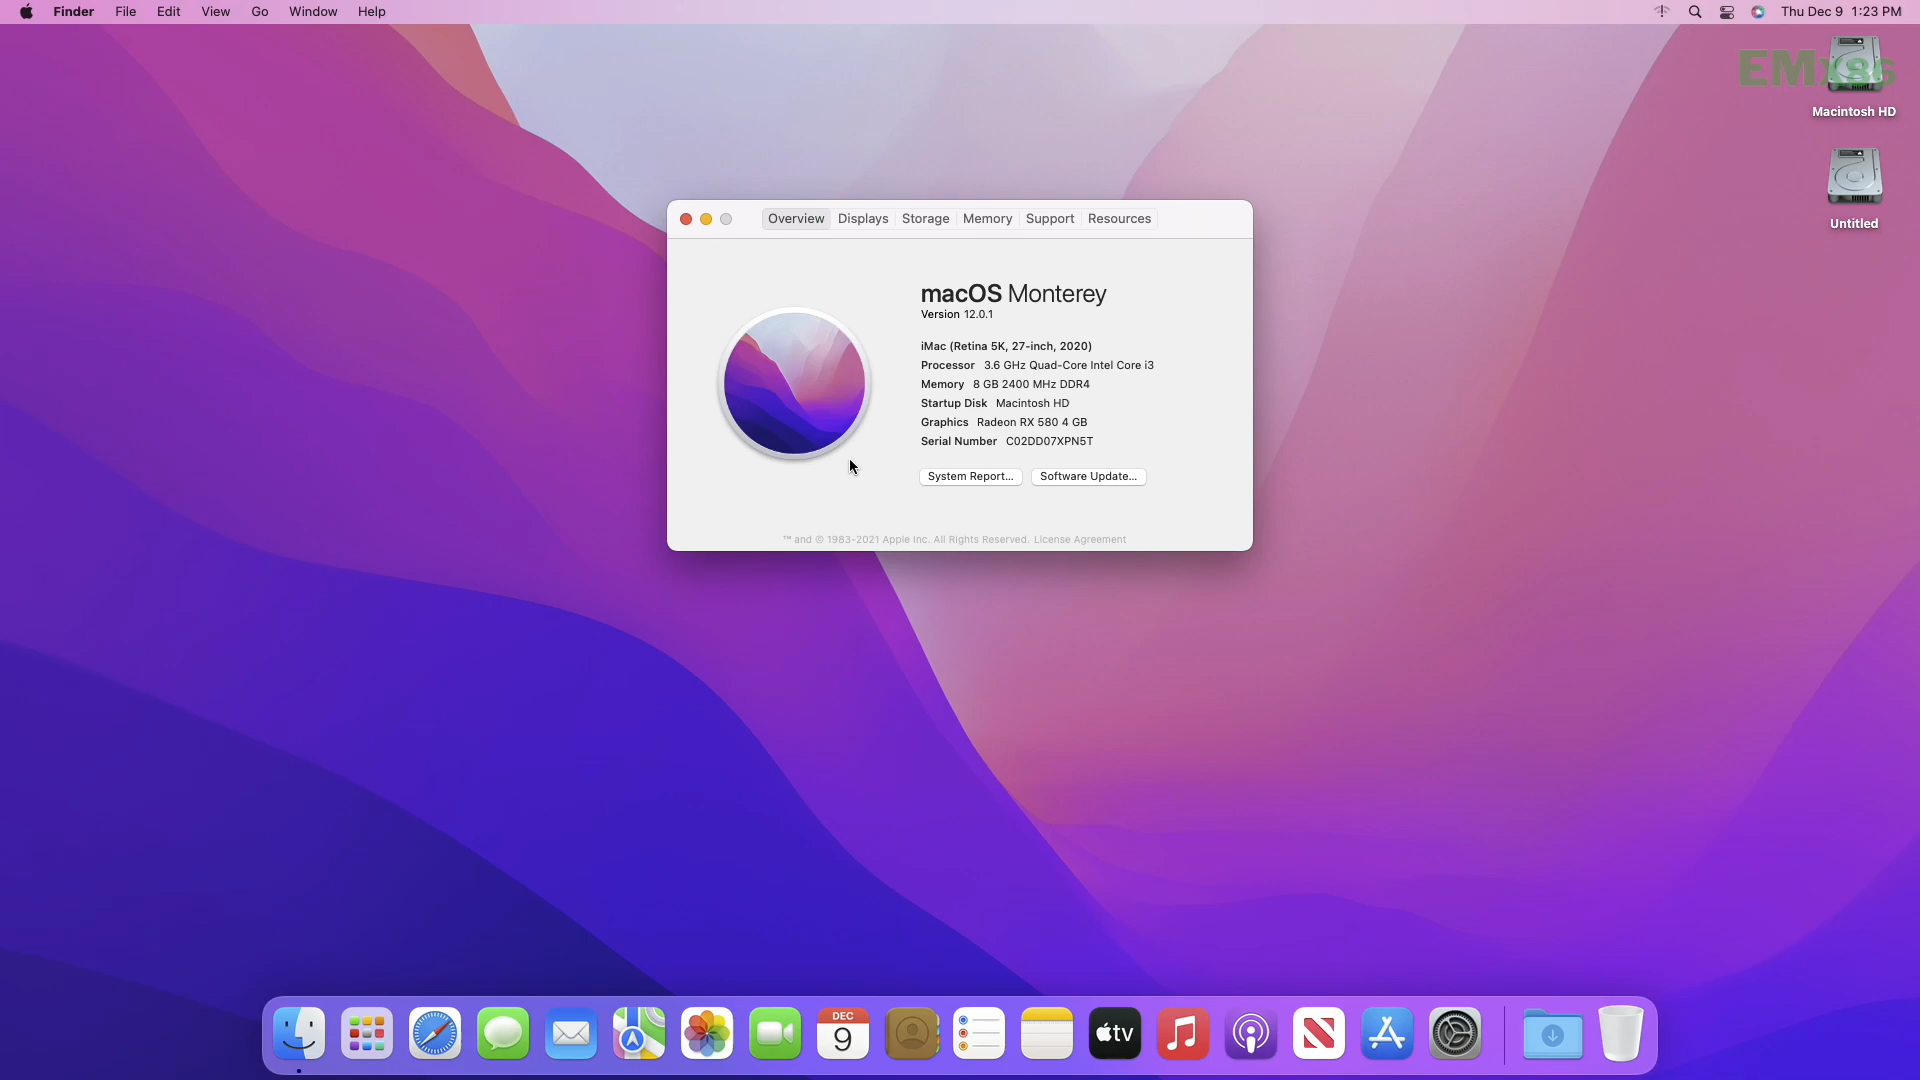 Finder File Edit View Go Window Help
Thu Dec 9 1:23 PM
EMx86
Macintosh HD
Untitled
Overview Displays Storage Memory Support Resources
macOS Monterey
Version 12.0.1
iMac (Retina 5K, 27-inch, 2020)
Processor 3.6 GHz Quad-Core Intel Core i3
Memory 8 GB 2400 MHz DDR4
Startup Disk Macintosh HD
Graphics Radeon RX 580 4 GB
Serial Number C02DD07XPN5T
System Report... Software Update...
™ and © 1983-2021 Apple Inc. All Rights Reserved. License Agreement
DEC
9
tv